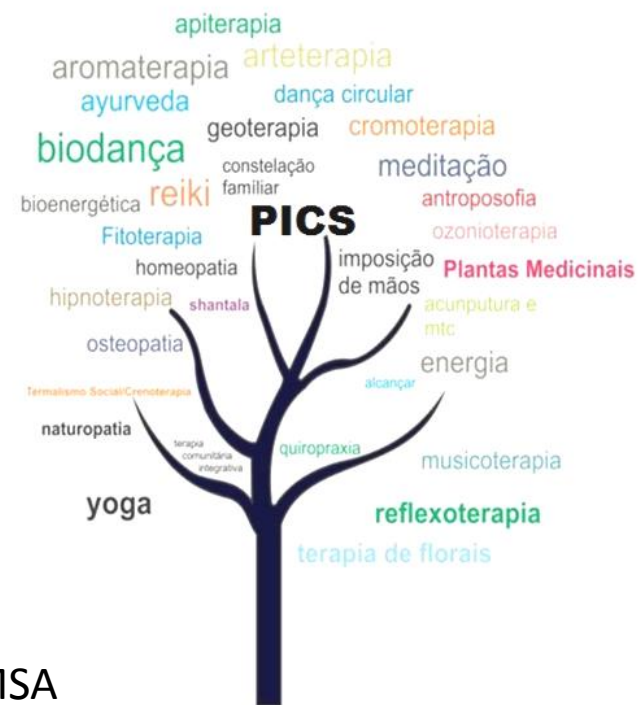 apiterapia
arteterapia
aromaterapia
ayurveda
dança circular
geoterapia
cromoterapia
biodança
constelação
familiar
meditação
reiki
bioenergética
antroposofia
PICS
Fitoterapia
ozonioterapia
homeopatia
imposição
de mãos
Plantas Medicinais
hipnoterapia
shantala
acunputura e
mtc
osteopatia
energia
alcançar
Termalismo Social/Crenoterapia
naturopatia
terapia
comunitária
integrativa
quiropraxia
musicoterapia
yoga
reflexoterapia
terapia de florais